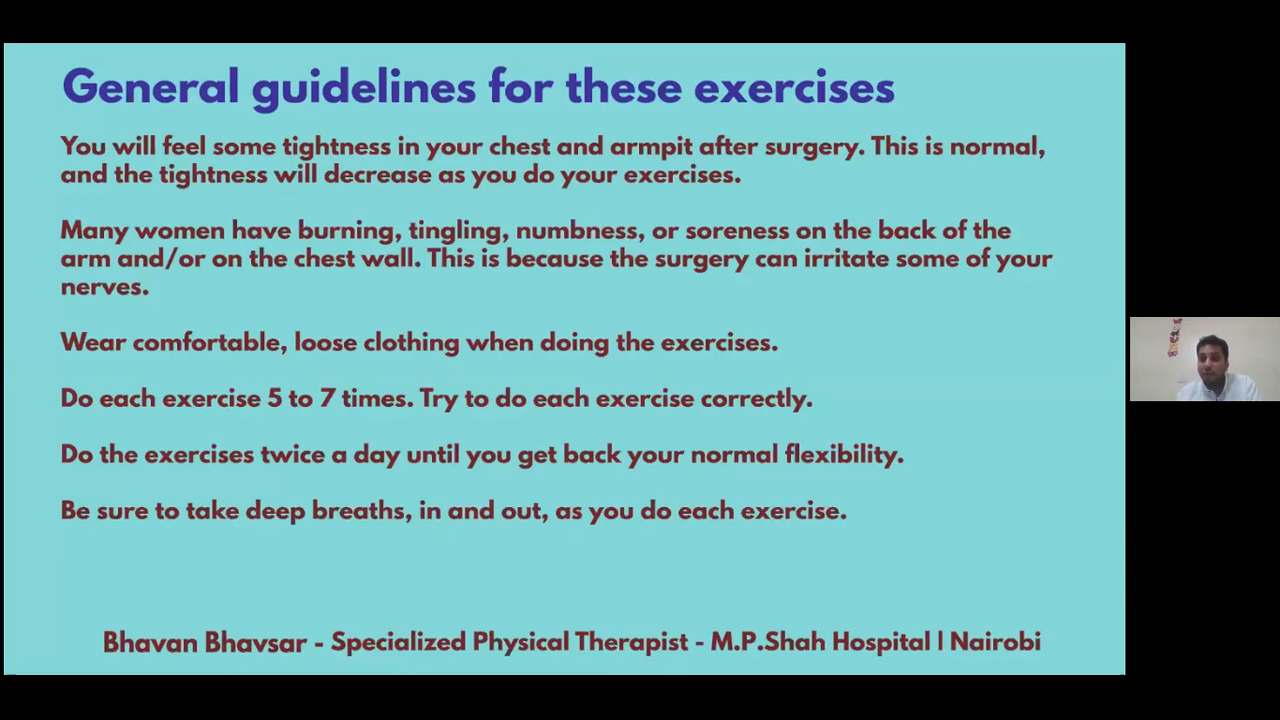 General guidelines for these exercises
You will feel some tightness in your chest and armpit after surgery. This is normal,
and the tightness will decrease as you do your exercises.
Many women have burning, tingling, numbness, or soreness on the back of the
arm and/or on the chest wall. This is because the surgery can irritate some of your
nerves.
Wear comfortable, loose clothing when doing the exercises.
Do each exercise 5 to 7 times. Try to do each exercise correctly.
Do the exercises twice a day until you get back your normal flexibility.
Be sure to take deep breaths, in and out, as you do each exercise.
Bhavan Bhavsar - Specialized Physical Therapist - M.P.Shah Hospital | Nairobi